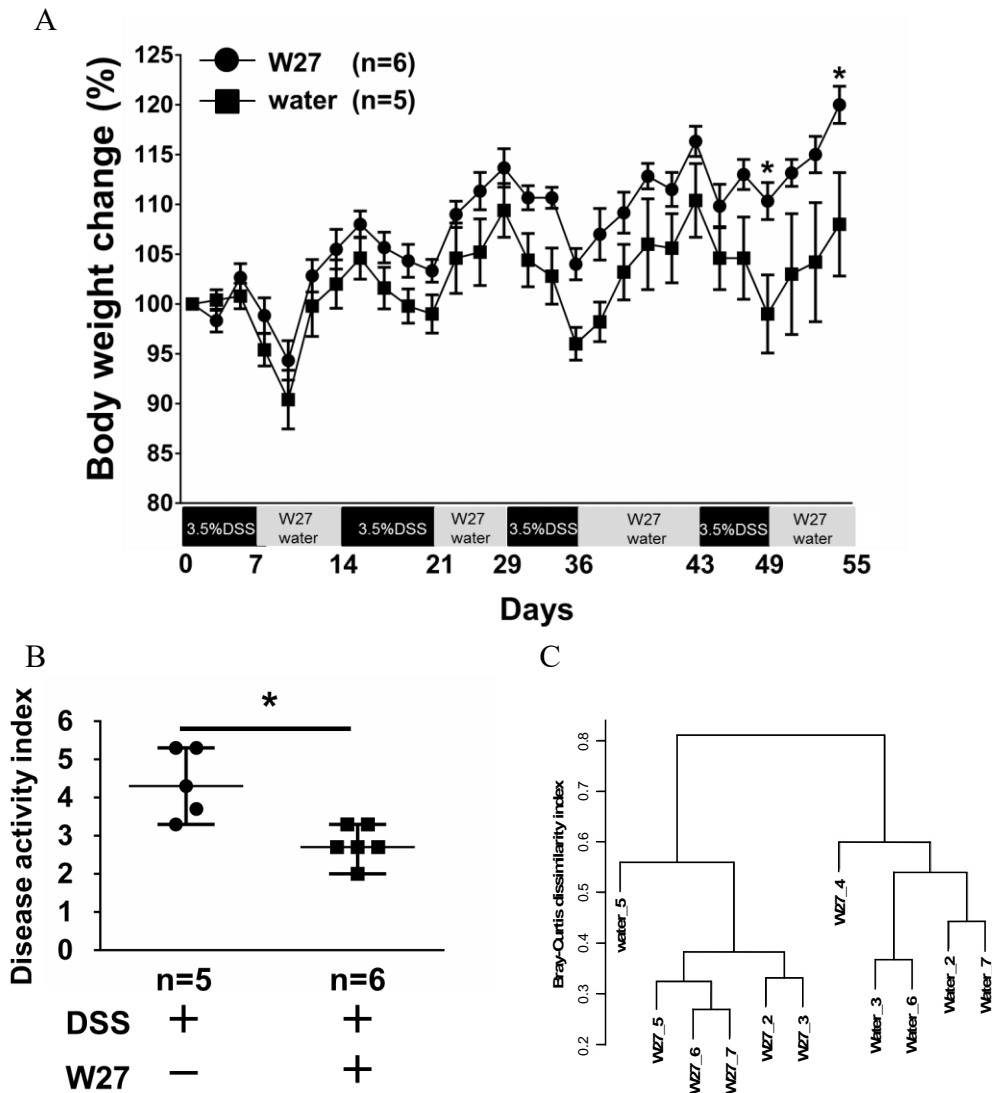 A
Body weight change (%)
125
120
115
110
105
100
95
90
85
80
W27 (n=6)
water (n=5)
*
*
3.5%DSS
W27
water
3.5%DSS
W27
water
3.5%DSS
W27
water
3.5%DSS
W27
water
0 7 14 21 29 36 43 49 55
Days
B
Disease activity index
6
5
4
3
2
1
0
*
n=5 n=6
DSS + +
W27 − +
C
Bray-Curtis dissimilarity index
0.8
0.7
0.6
0.5
0.4
0.3
0.2
water_5
W27_5
W27_6
W27_7
W27_2
W27_3
W27_4
Water_3
Water_6
Water_2
Water_7